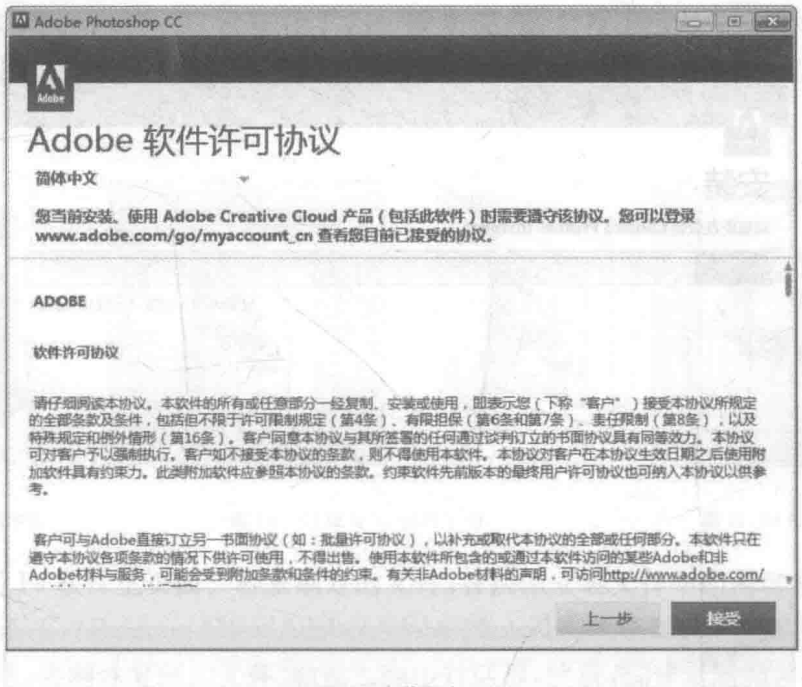 Adobe Photoshop CC
Adobe
Adobe 软件许可协议
简体中文
您当前安装、使用 Adobe Creative Cloud 产品（包括此软件）时需要遵守该协议。您可以登录
www.adobe.com/go/myaccount_cn 查看您目前已接受的协议。
ADOBE
软件许可协议
请仔细阅读本协议。本软件的所有或任意部分一经复制、安装或使用，即表示您（下称“客户”）接受本协议所规定
的全部条款及条件，包括但不限于许可限制规定（第4条）、有限担保（第6条和第7条）、责任限制（第8条），以及
特殊规定和例外情形（第16条）。客户同意本协议与其所签署的任何通过谈判订立的书面协议具有同等效力。本协议
可对客户予以强制执行。客户如不接受本协议的条款，则不得使用本软件。本协议对客户在本协议生效日期之后使用附
加软件具有约束力。此类附加软件应参照本协议的条款。约束软件先前版本的最终用户许可协议也可纳入本协议以供参
考。
客户可与Adobe直接订立另一书面协议（如：批量许可协议），以补充或取代本协议的全部或任何部分。本软件只在
遵守本协议各项条款的情况下供许可使用，不得出售。使用本软件所包含的或通过本软件访问的某些Adobe和非
Adobe材料与服务，可能会受到附加条款和条件的约束。有关非Adobe材料的声明，可访问http://www.adobe.com/
上一步
接受